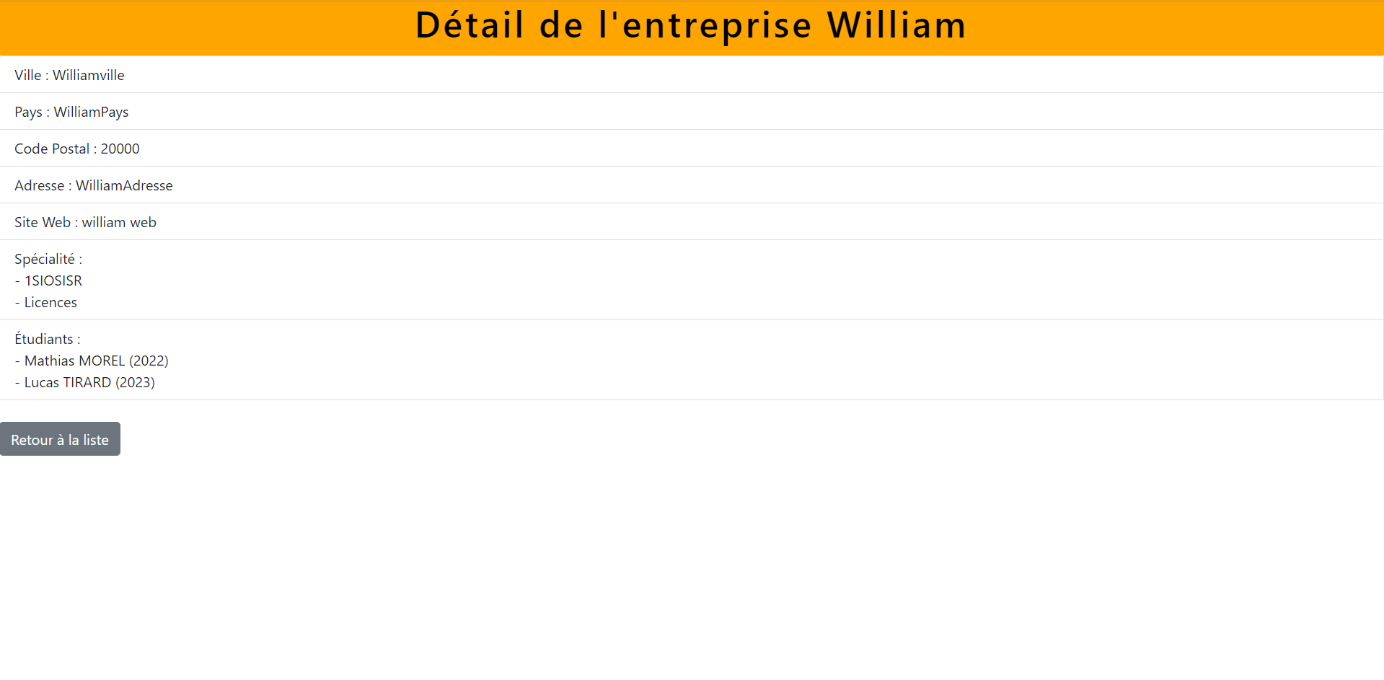 Détail de l'entreprise William
Ville : Williamville
Pays : WilliamPays
Code Postal : 20000
Adresse : WilliamAdresse
Site Web : william web
Spécialité :
- 1SIOSISR
- Licences
Étudiants :
- Mathias MOREL (2022)
- Lucas TIRARD (2023)
Retour à la liste